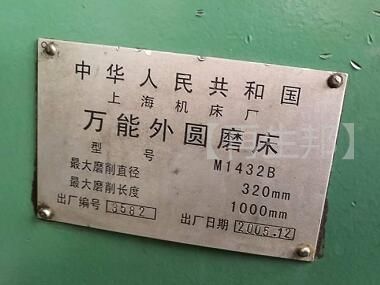 中华人民共和国
上海机床厂
万能外圆磨床
型号 M1432B
最大磨削直径 320mm
最大磨削长度 1000mm
出厂编号 3582 出厂日期 2005.12